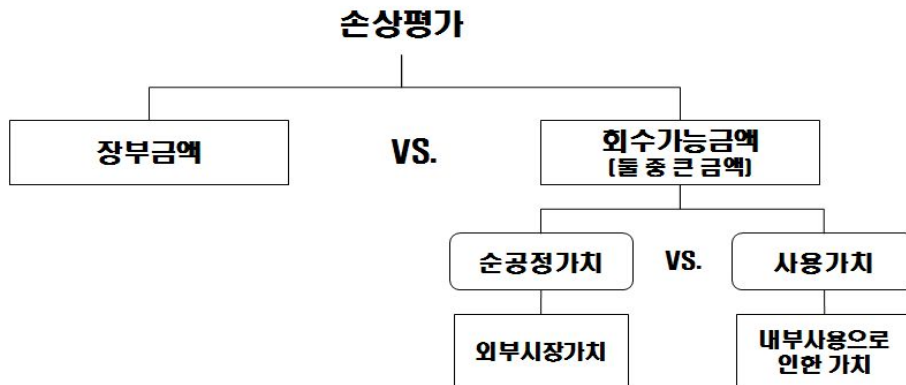 손상평가
장부금액
VS.
회수가능금액
(둘 중 큰 금액)
순공정가치
VS.
사용가치
외부시장가치
내부사용으로
인한 가치